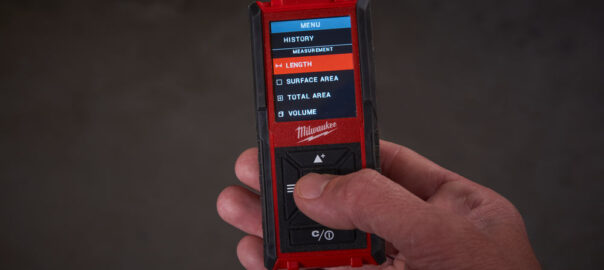 MENU
HISTORY
MEASUREMENT
LENGTH
SURFACE AREA
TOTAL AREA
VOLUME
Milwaukee
C/